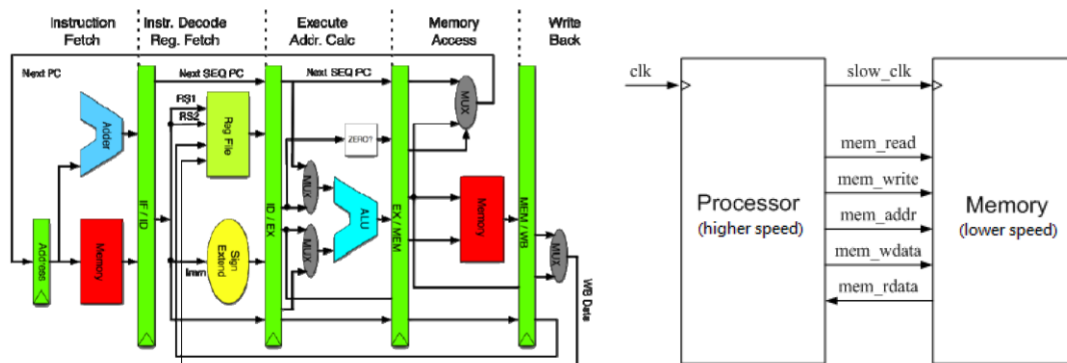 Instruction Fetch
Instr. Decode Reg. Fetch
Execute Addr. Calc
Memory Access
Write Back
Next PC
Next SEQ PC
Next SEQ PC
RS1
RS2
Adder
Reg File
ZERO?
MUX
MUX
MUX
ALU
IF / ID
ID / EX
EX / MEM
MEM / WB
Address
Memory
Sign Extend
Imm
Memory
MUX
WB Data
clk
slow_clk
mem_read
mem_write
mem_addr
mem_wdata
mem_rdata
Processor
(higher speed)
Memory
(lower speed)